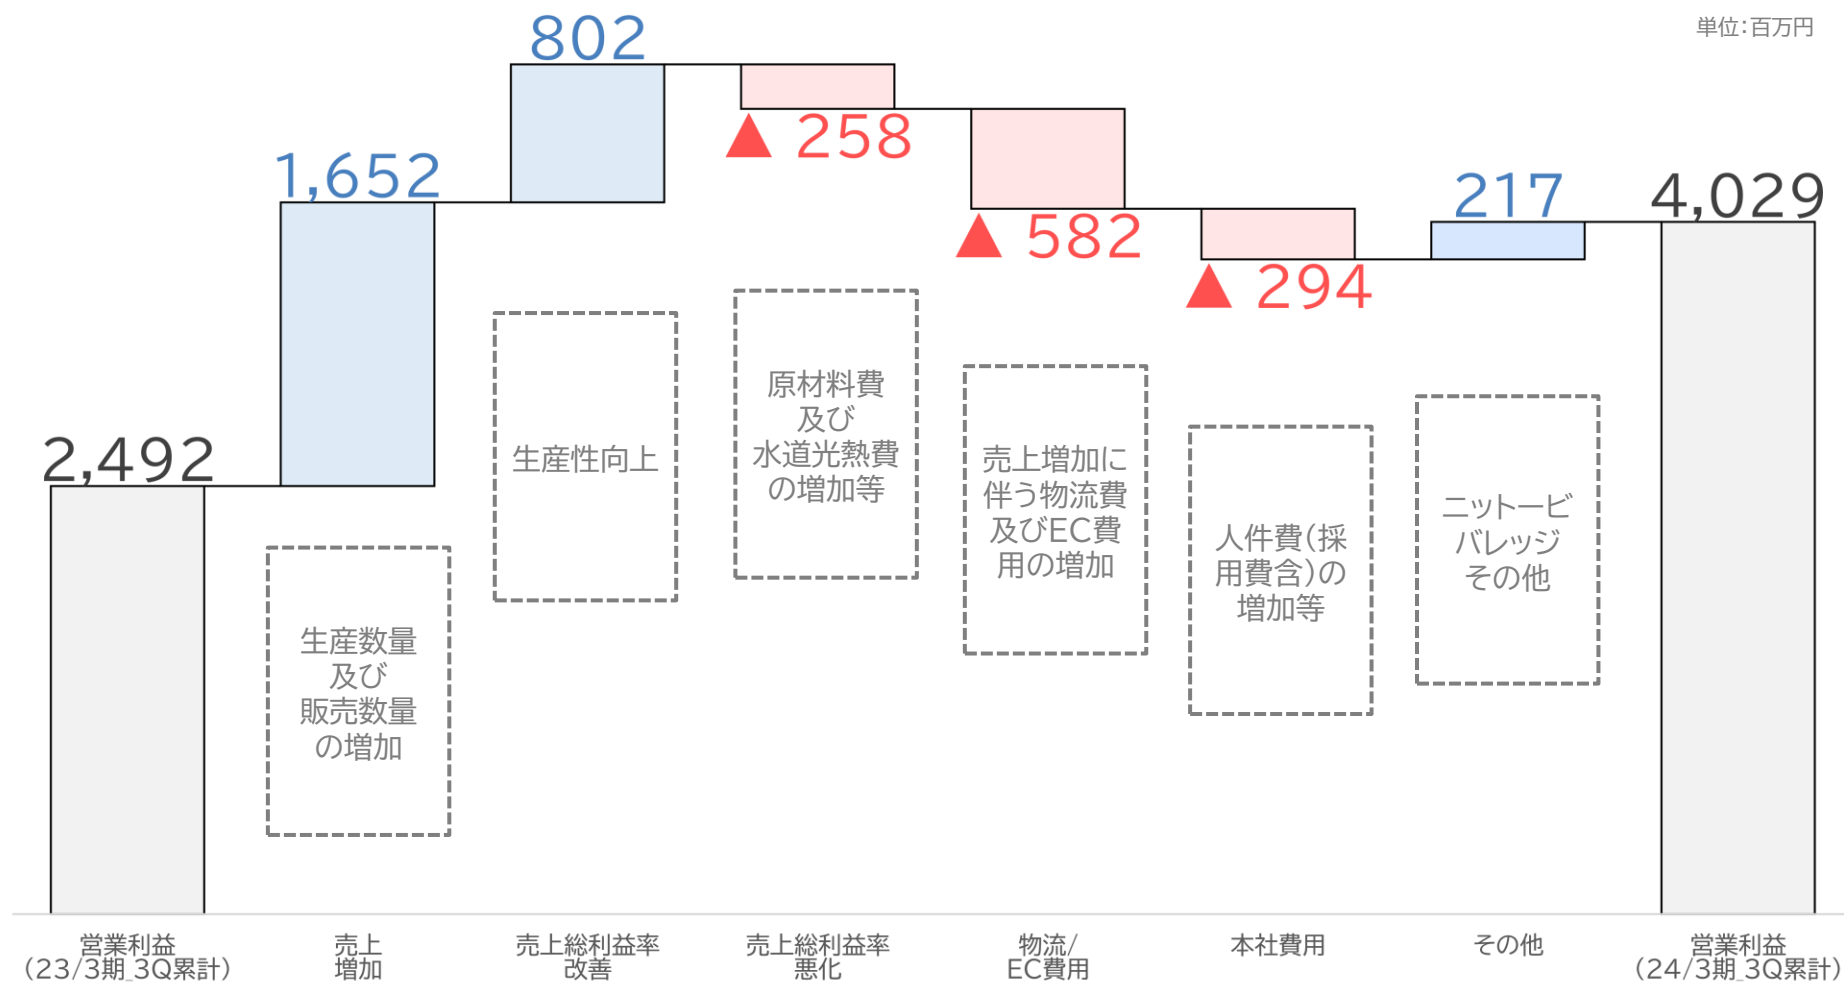 単位：百万円
2,492
1,652
802
▲ 258
▲ 582
▲ 294
217
4,029
生産数量
及び
販売数量
の増加
生産性向上
原材料費
及び
水道光熱費
の増加等
売上増加に
伴う物流費
及びEC費
用の増加
人件費（採
用費含）の
増加等
ニットービ
バレッジ
その他
営業利益
（23/3期_3Q累計）
売上
増加
売上総利益率
改善
売上総利益率
悪化
物流/
EC費用
本社費用
その他
営業利益
（24/3期_3Q累計）